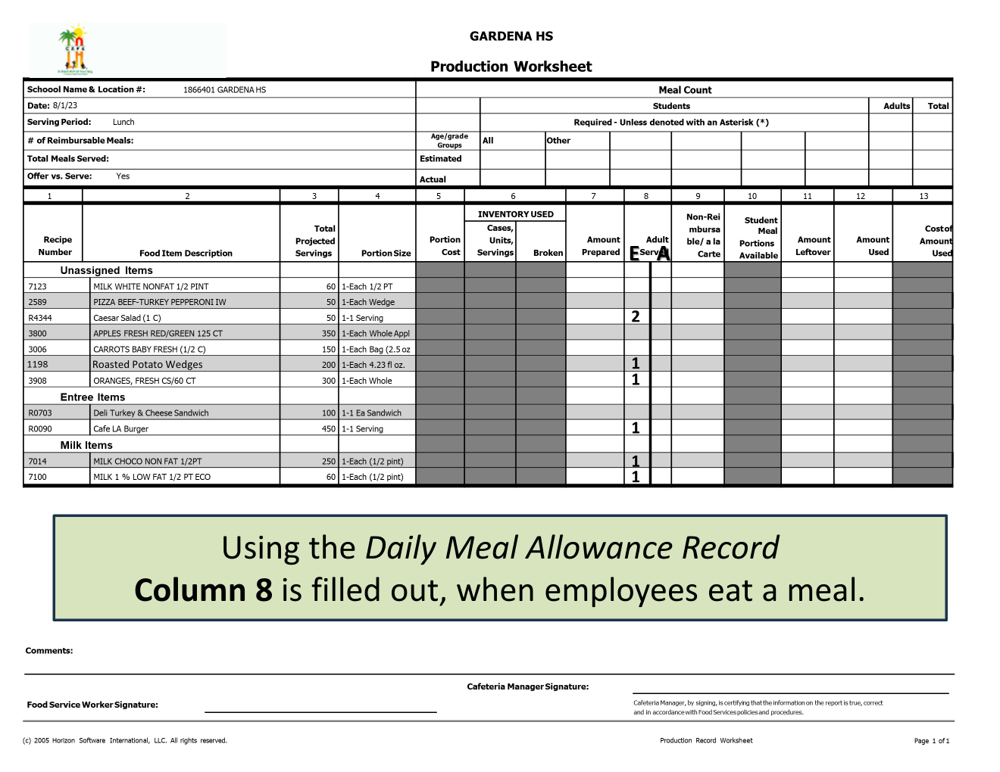 CAFE
GARDENA HS
Production Worksheet
Schoool Name & Location #: 1866401 GARDENA HS Meal Count
Date: 8/1/23 Students Adults Total
Serving Period: Lunch Required - Unless denoted with an Asterisk (*)
# of Reimbursable Meals: Age/grade Groups All Other
Total Meals Served: Estimated
Offer vs. Serve: Yes Actual
1 2 3 4 5 6 7 8 9 10 11 12 13
Recipe Number Food Item Description Total Projected Servings Portion Size Portion Cost INVENTORY USED Cases, Units, Servings Broken Amount Prepared Adult Served E A Non-Rei mbursa ble/ a la Carte Student Meal Portions Available Amount Leftover Amount Used Cost of Amount Used
Unassigned Items
7123 MILK WHITE NONFAT 1/2 PINT 60 1-Each 1/2 PT
2589 PIZZA BEEF-TURKEY PEPPERONI IW 50 1-Each Wedge
R4344 Caesar Salad (1 C) 50 1-1 Serving 2
3800 APPLES FRESH RED/GREEN 125 CT 350 1-Each Whole Appl
3006 CARROTS BABY FRESH (1/2 C) 150 1-Each Bag (2.5 oz
1198 Roasted Potato Wedges 200 1-Each 4.23 fl oz. 1
3908 ORANGES, FRESH CS/60 CT 300 1-Each Whole 1
Entree Items
R0703 Deli Turkey & Cheese Sandwich 100 1-1 Ea Sandwich
R0090 Cafe LA Burger 450 1-1 Serving 1
Milk Items
7014 MILK CHOCO NON FAT 1/2PT 250 1-Each (1/2 pint) 1
7100 MILK 1 % LOW FAT 1/2 PT ECO 60 1-Each (1/2 pint) 1
Using the Daily Meal Allowance Record
Column 8 is filled out, when employees eat a meal.
Comments:
Cafeteria Manager Signature:
Food Service Worker Signature:
Cafeteria Manager, by signing, is certifying that the information on the report is true, correct
and in accordance with Food Services policies and procedures.
(c) 2005 Horizon Software International, LLC. All rights reserved. Production Record Worksheet Page 1 of 1